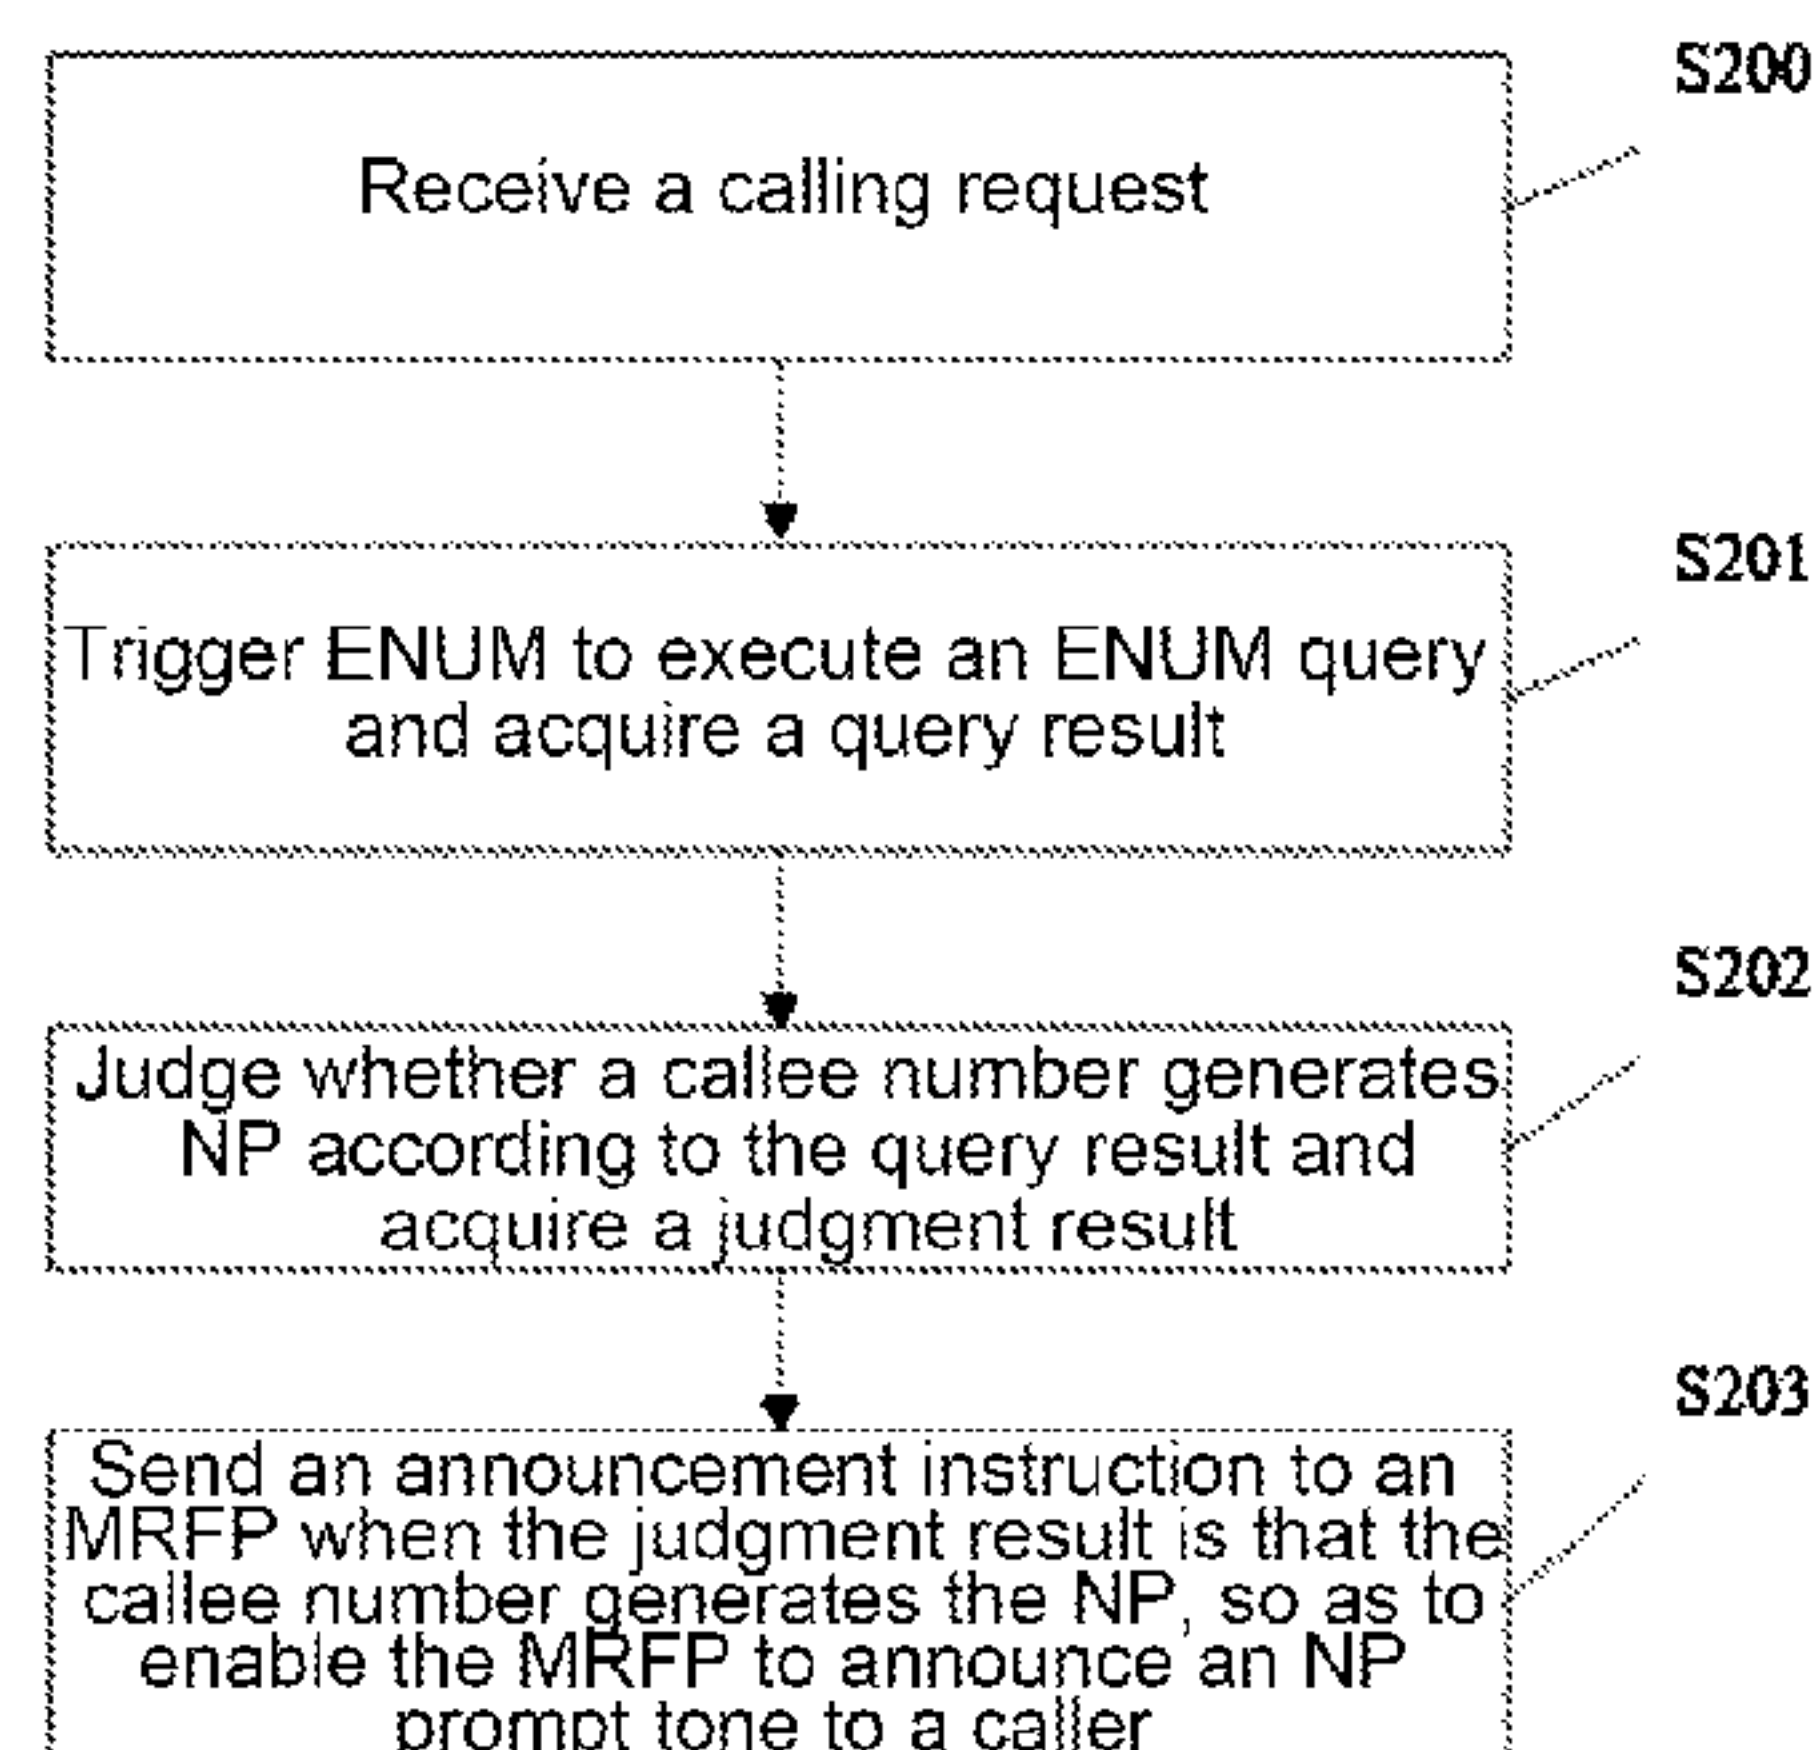 S200
Receive a calling request
S201
Trigger ENUM to execute an ENUM query
and acquire a query result
S202
Judge whether a callee number generates
NP according to the query result and
acquire a judgment result
S203
Send an announcement instruction to an
MRFP when the judgment result is that the
callee number generates the NP, so as to
enable the MRFP to announce an NP
prompt tone to a caller